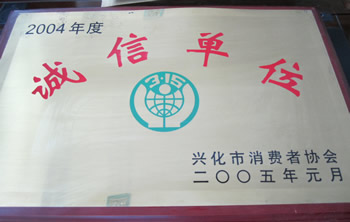 2004年度
诚信单位
315
兴化市消费者协会
二〇〇五年元月